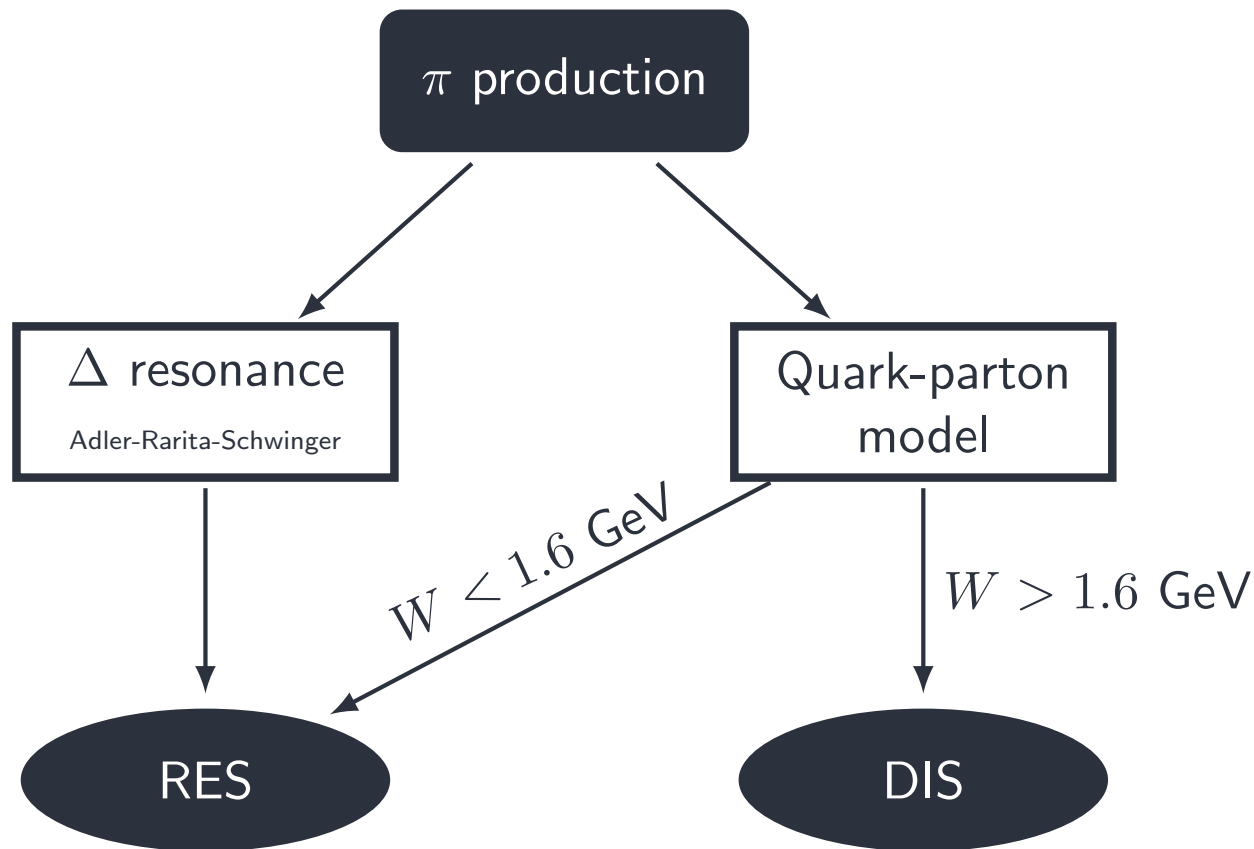 π production
Δ resonance
Adler-Rarita-Schwinger
Quark-parton
model
W < 1.6 GeV
W > 1.6 GeV
RES
DIS